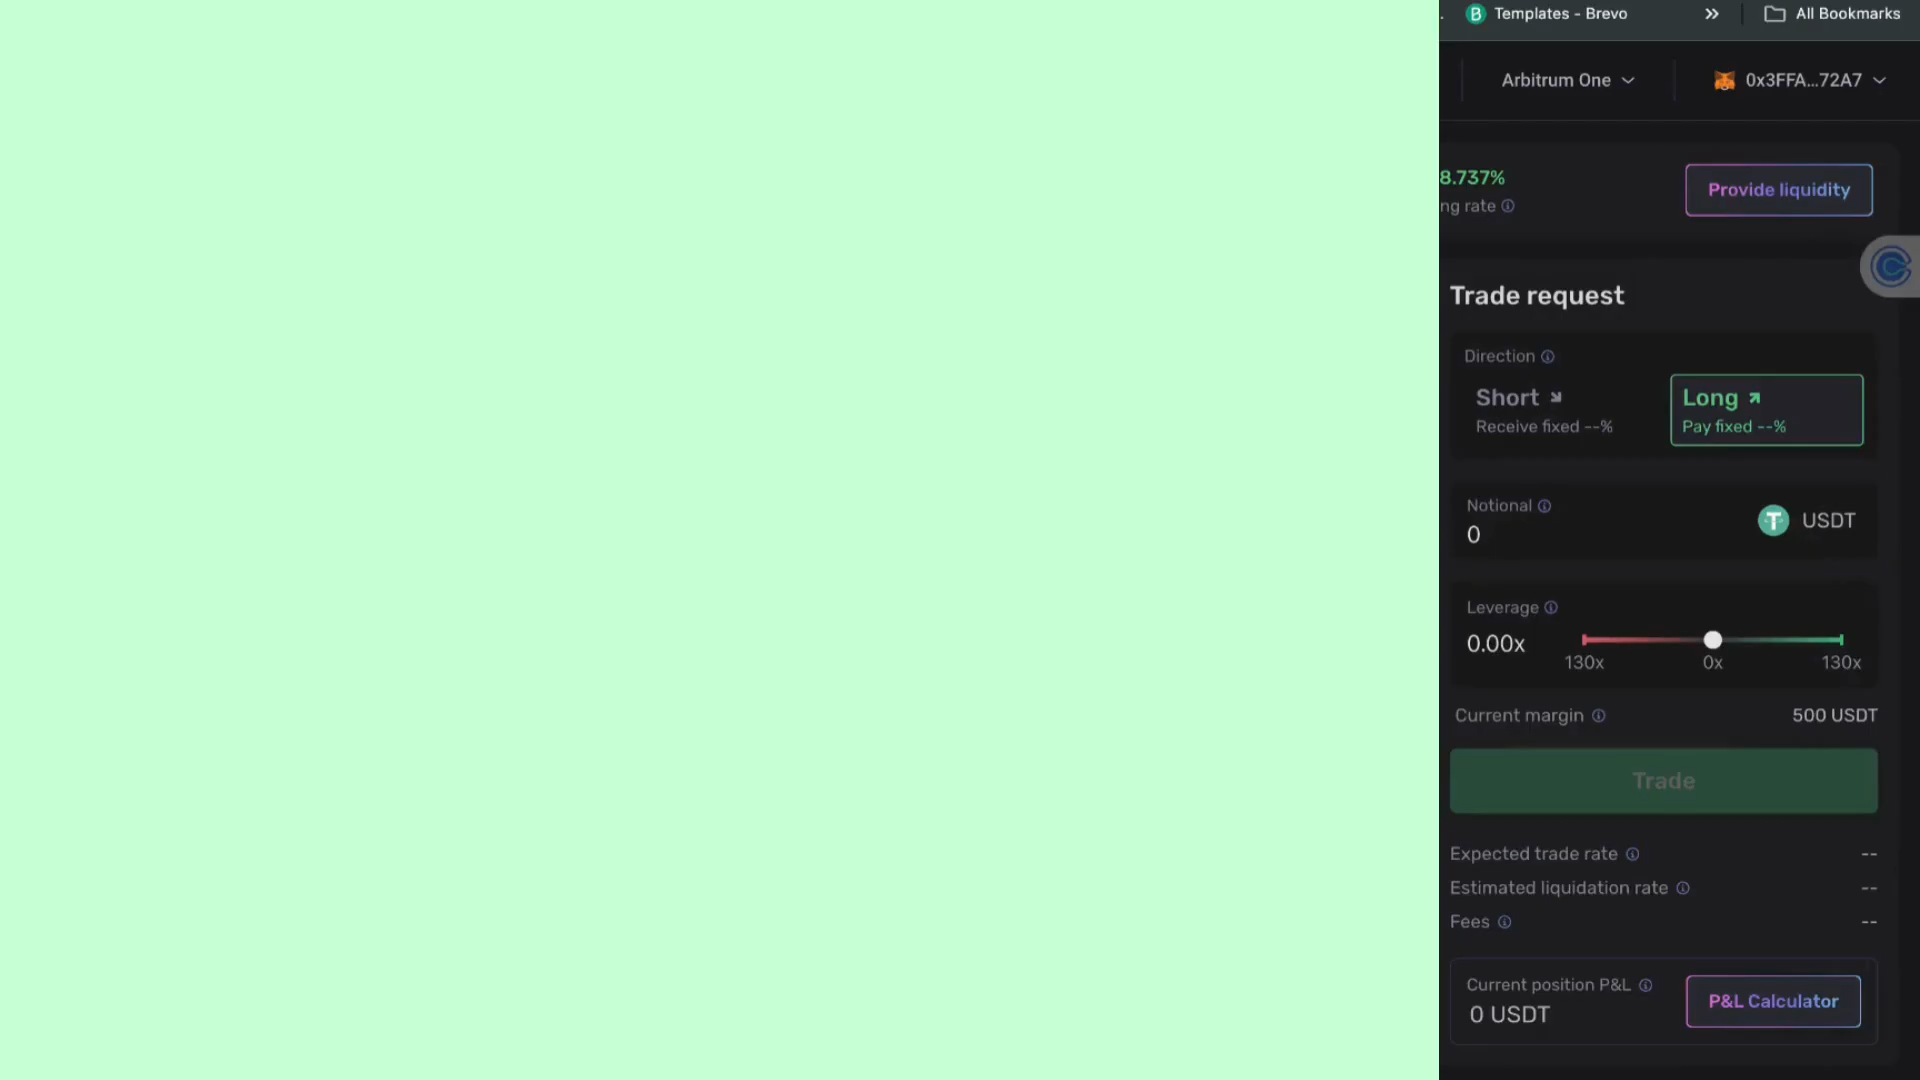 Templates - Brevo
All Bookmarks
Arbitrum One
0x3FFA...72A7
8.737%
ng rate
Provide liquidity
Trade request
Direction
Short
Receive fixed --%
Long
Pay fixed --%
Notional
0
USDT
Leverage
0.00x
130x
0x
130x
Current margin
500 USDT
Trade
Expected trade rate
--
Estimated liquidation rate
--
Fees
--
Current position P&L
0 USDT
P&L Calculator